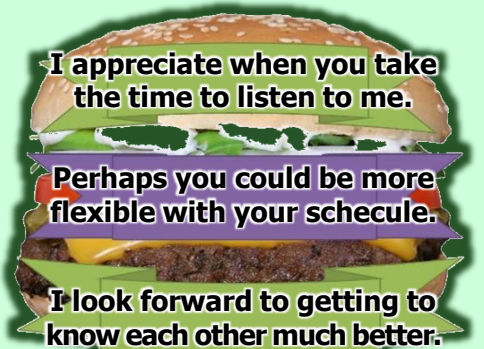 I appreciate when you take
the time to listen to me.
Perhaps you could be more
flexible with your schecule.
I look forward to getting to
know each other much better.